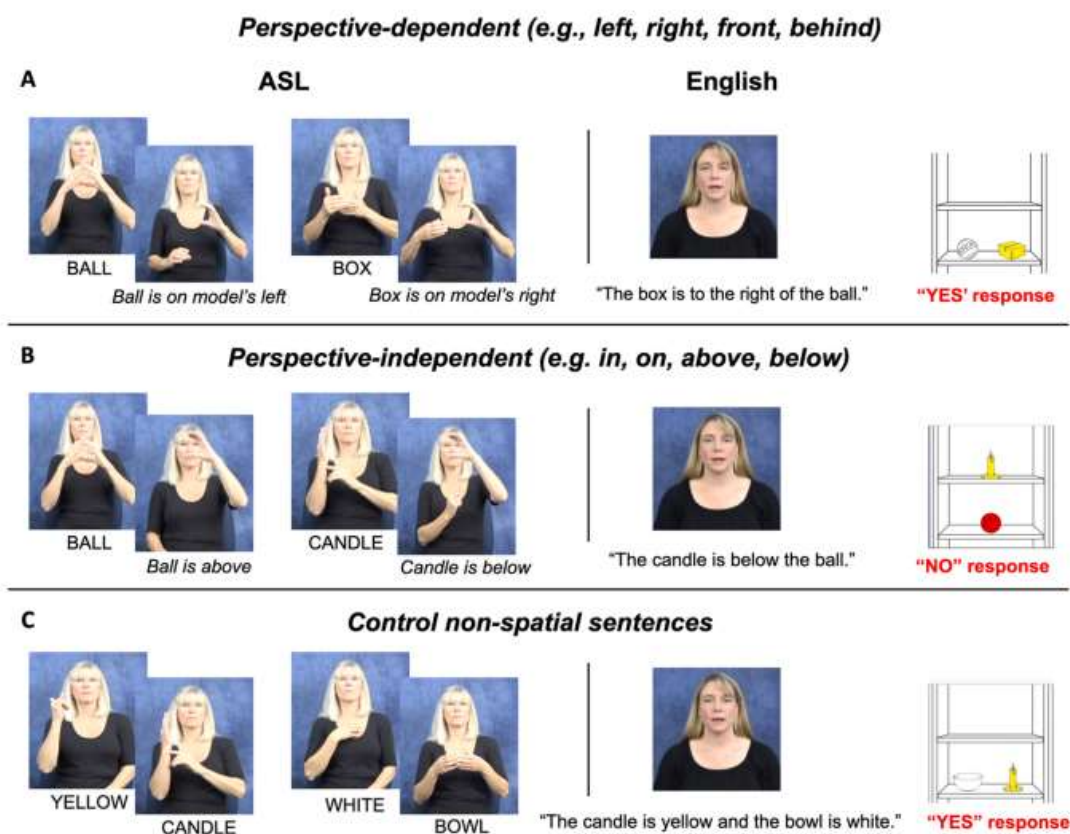 Perspective-dependent (e.g., left, right, front, behind)
A
ASL
English
BALL
Ball is on model's left
BOX
Box is on model's right
“The box is to the right of the ball.”
“YES’ response
B
Perspective-independent (e.g. in, on, above, below)
BALL
Ball is above
CANDLE
Candle is below
“The candle is below the ball.”
“NO” response
C
Control non-spatial sentences
YELLOW
CANDLE
WHITE
BOWL
“The candle is yellow and the bowl is white.”
“YES” response